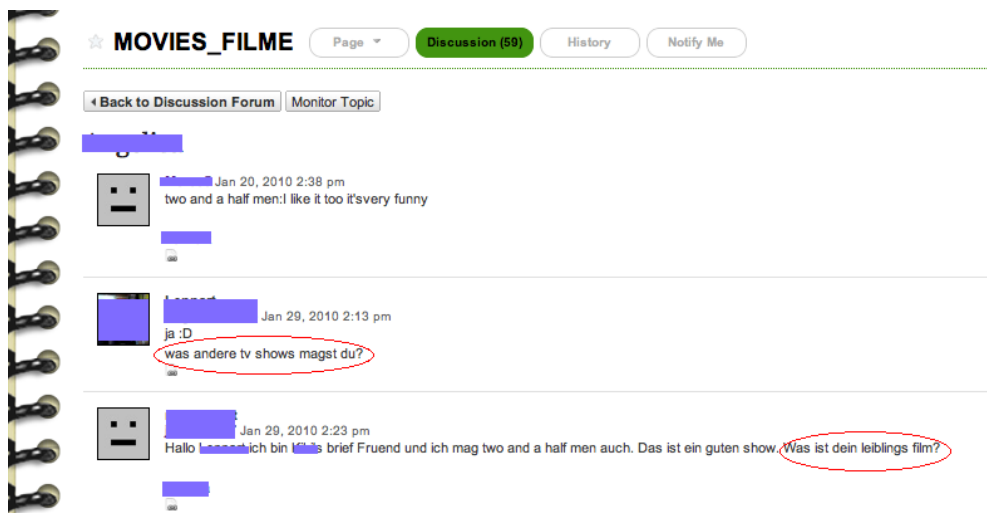 MOVIES_FILME Page Discussion (59) History Notify Me
Back to Discussion Forum Monitor Topic
Jan 20, 2010 2:38 pm
two and a half men:I like it too it'svery funny
Jan 29, 2010 2:13 pm
ja :D
was andere tv shows magst du?
Jan 29, 2010 2:23 pm
Hallo ich bin brief Fruend und ich mag two and a half men auch. Das ist ein guten show. Was ist dein leiblings film?